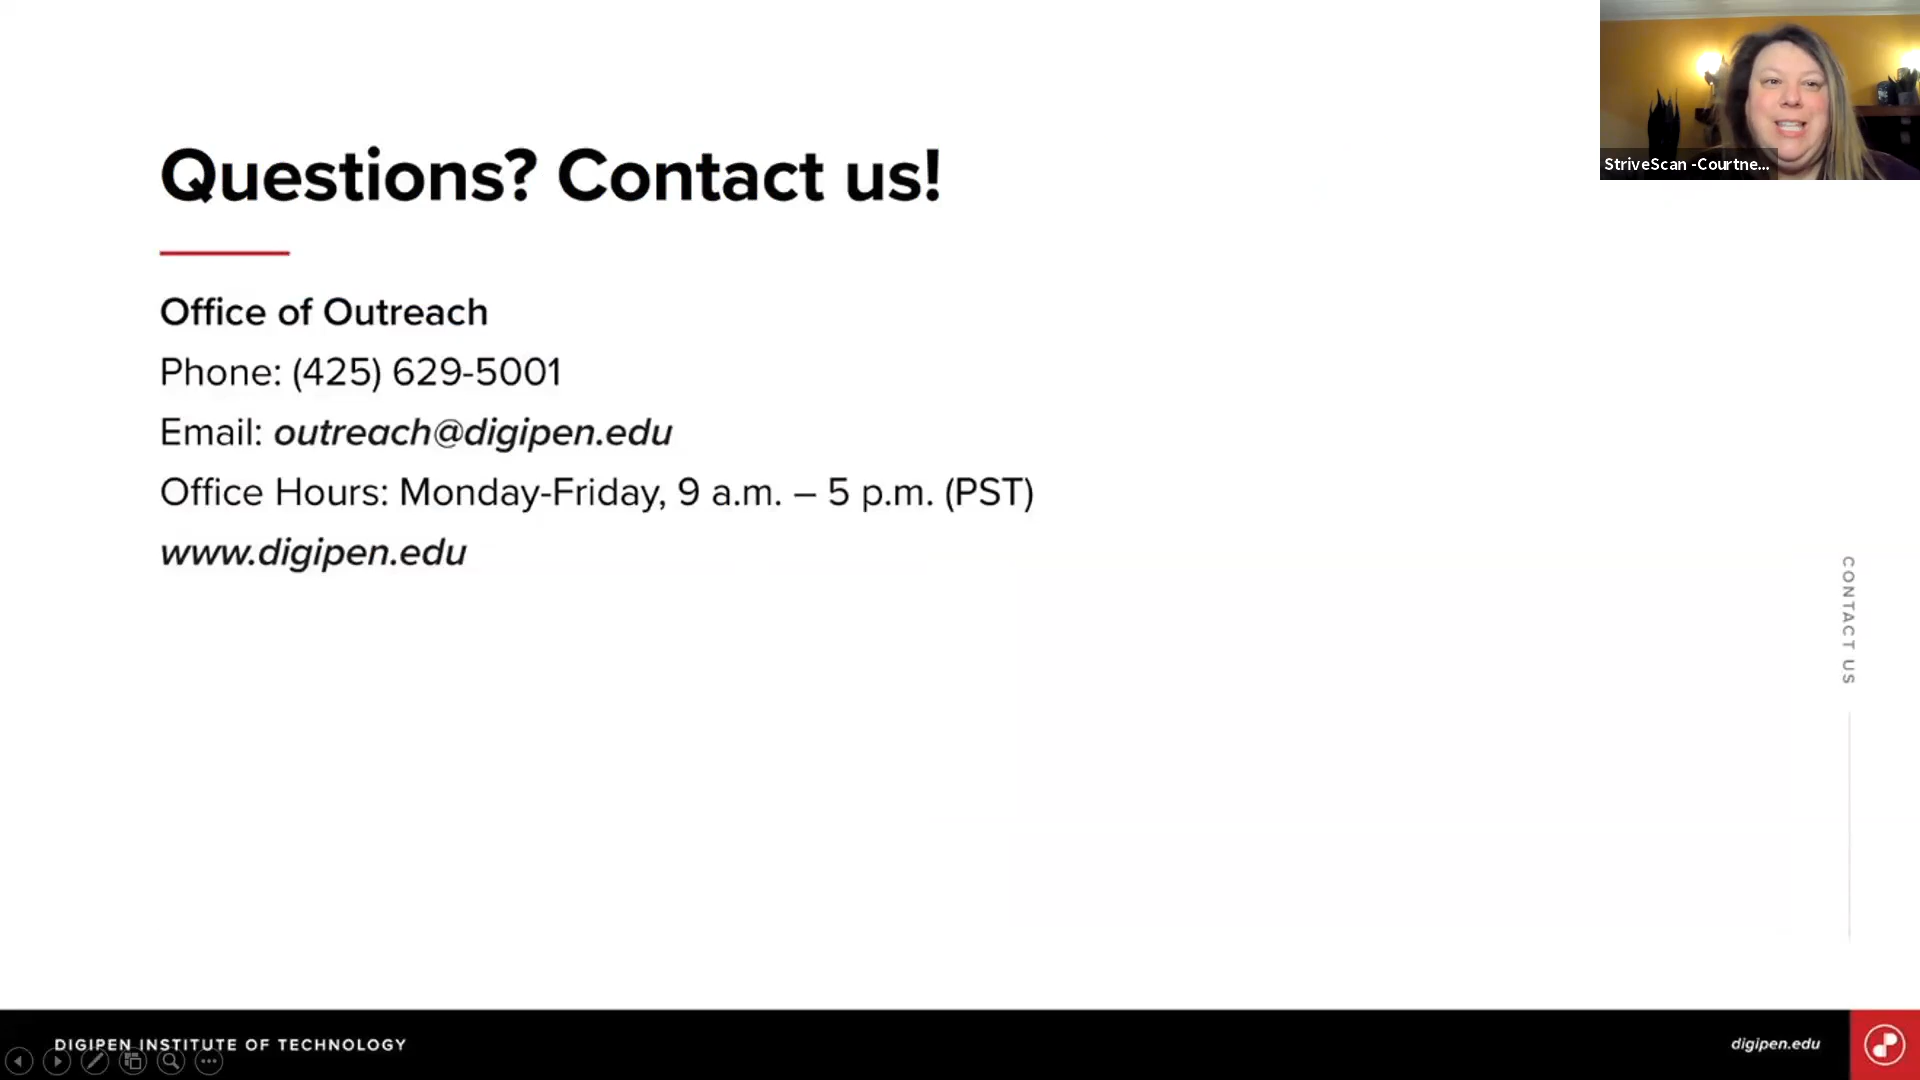 StriveScan -Courtne...
Questions? Contact us!
Office of Outreach
Phone: (425) 629-5001
Email: outreach@digipen.edu
Office Hours: Monday-Friday, 9 a.m. – 5 p.m. (PST)
www.digipen.edu
CONTACT US
DIGIPEN INSTITUTE OF TECHNOLOGY
digipen.edu